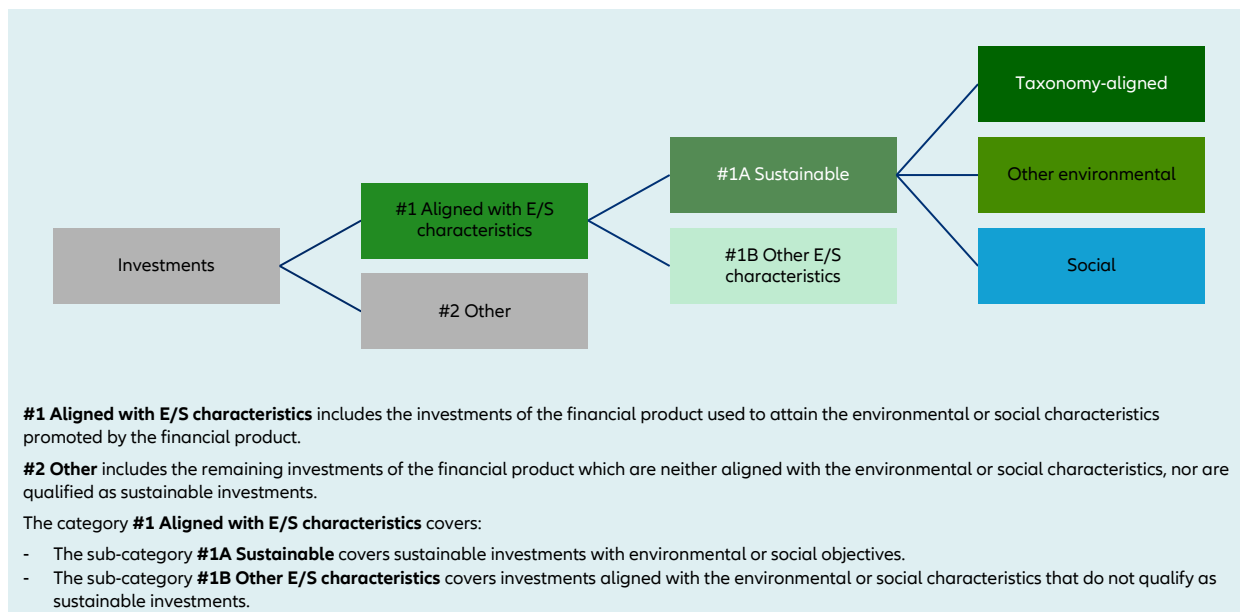 Taxonomy-aligned
#1A Sustainable
Other environmental
#1 Aligned with E/S
characteristics
#1B Other E/S
characteristics
Investments
Social
#2 Other
#1 Aligned with E/S characteristics includes the investments of the financial product used to attain the environmental or social characteristics
promoted by the financial product.
#2 Other includes the remaining investments of the financial product which are neither aligned with the environmental or social characteristics, nor are
qualified as sustainable investments.
The category #1 Aligned with E/S characteristics covers:
- The sub-category #1A Sustainable covers sustainable investments with environmental or social objectives.
- The sub-category #1B Other E/S characteristics covers investments aligned with the environmental or social characteristics that do not qualify as
sustainable investments.